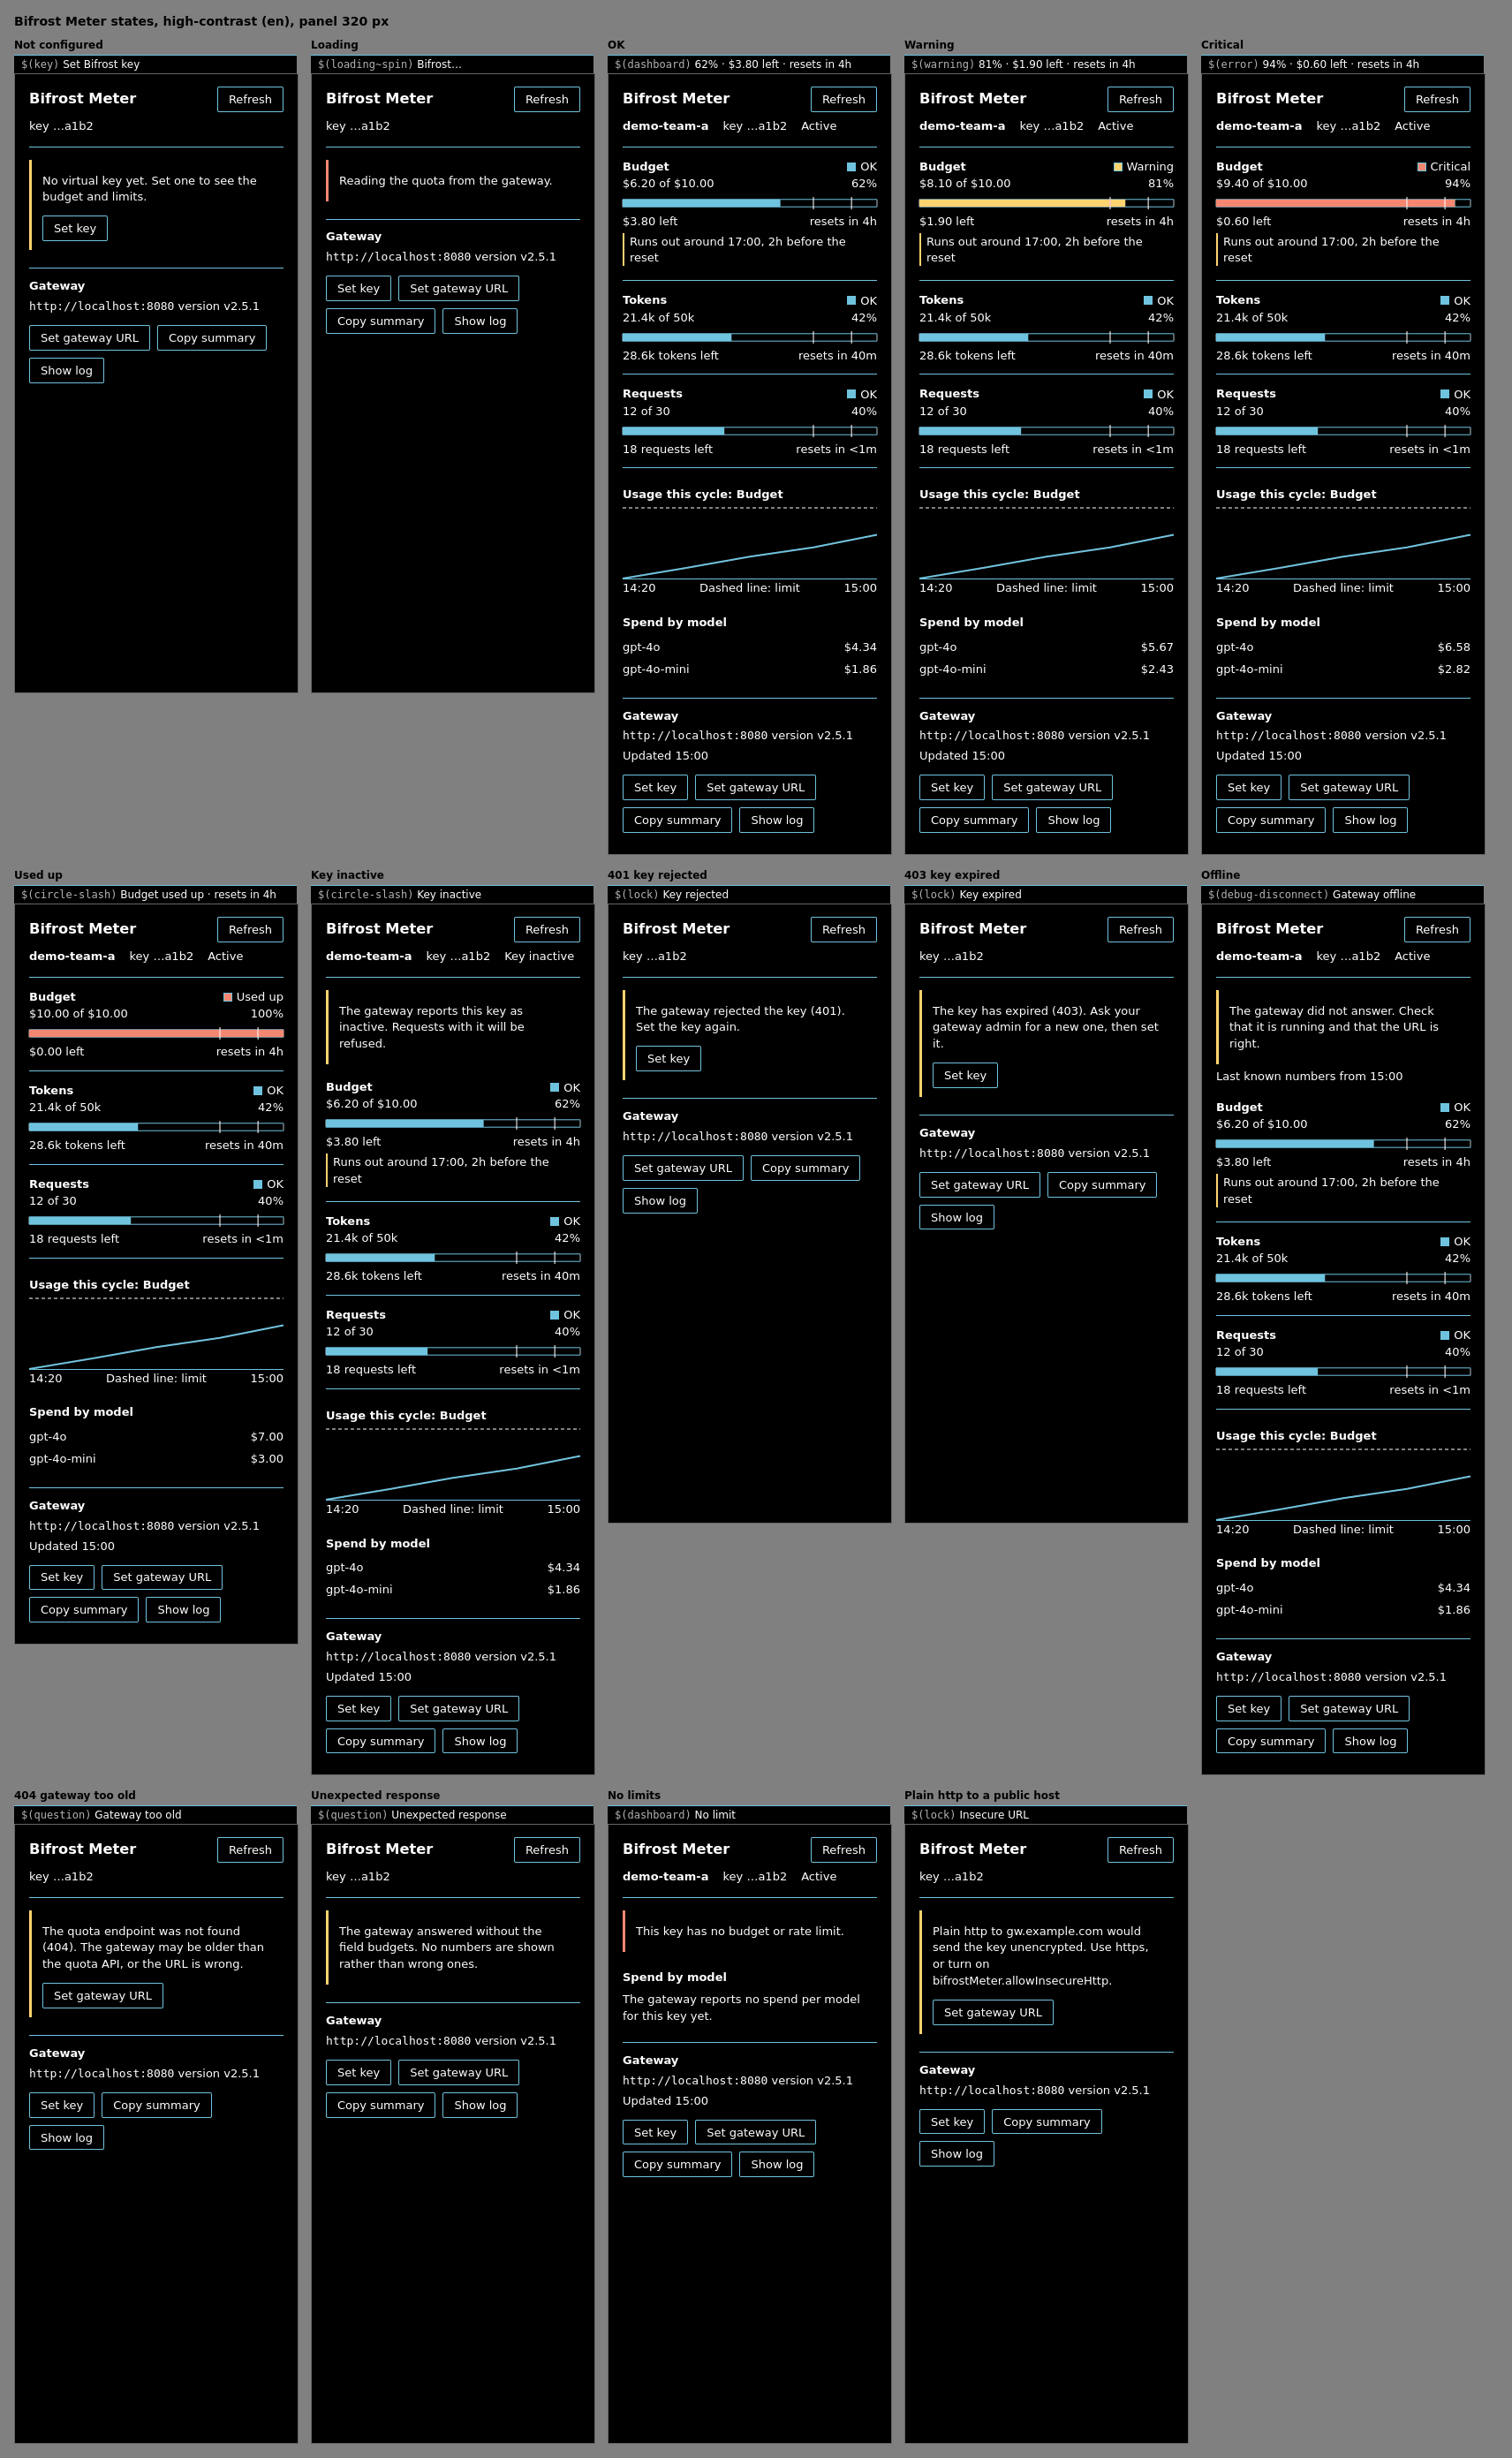 Bifrost Meter states, high-contrast (en), panel 320 px
Not configured
$(key) Set Bifrost key
Bifrost Meter
Refresh
key …a1b2
No virtual key yet. Set one to see the
budget and limits.
Set key
Gateway
http://localhost:8080 version v2.5.1
Set gateway URL Copy summary
Show log
Loading
$(loading~spin) Bifrost…
Bifrost Meter
Refresh
key …a1b2
Reading the quota from the gateway.
Gateway
http://localhost:8080 version v2.5.1
Set key Set gateway URL
Copy summary Show log
OK
$(dashboard) 62% · $3.80 left · resets in 4h
Bifrost Meter
Refresh
demo-team-a key …a1b2 Active
Budget OK
$6.20 of $10.00 62%
$3.80 left resets in 4h
Runs out around 17:00, 2h before the
reset
Tokens OK
21.4k of 50k 42%
28.6k tokens left resets in 40m
Requests OK
12 of 30 40%
18 requests left resets in <1m
Usage this cycle: Budget
14:20 Dashed line: limit 15:00
Spend by model
gpt-4o $4.34
gpt-4o-mini $1.86
Gateway
http://localhost:8080 version v2.5.1
Updated 15:00
Set key Set gateway URL
Copy summary Show log
Warning
$(warning) 81% · $1.90 left · resets in 4h
Bifrost Meter
Refresh
demo-team-a key …a1b2 Active
Budget Warning
$8.10 of $10.00 81%
$1.90 left resets in 4h
Runs out around 17:00, 2h before the
reset
Tokens OK
21.4k of 50k 42%
28.6k tokens left resets in 40m
Requests OK
12 of 30 40%
18 requests left resets in <1m
Usage this cycle: Budget
14:20 Dashed line: limit 15:00
Spend by model
gpt-4o $5.67
gpt-4o-mini $2.43
Gateway
http://localhost:8080 version v2.5.1
Updated 15:00
Set key Set gateway URL
Copy summary Show log
Critical
$(error) 94% · $0.60 left · resets in 4h
Bifrost Meter
Refresh
demo-team-a key …a1b2 Active
Budget Critical
$9.40 of $10.00 94%
$0.60 left resets in 4h
Runs out around 17:00, 2h before the
reset
Tokens OK
21.4k of 50k 42%
28.6k tokens left resets in 40m
Requests OK
12 of 30 40%
18 requests left resets in <1m
Usage this cycle: Budget
14:20 Dashed line: limit 15:00
Spend by model
gpt-4o $6.58
gpt-4o-mini $2.82
Gateway
http://localhost:8080 version v2.5.1
Updated 15:00
Set key Set gateway URL
Copy summary Show log
Used up
$(circle-slash) Budget used up · resets in 4h
Bifrost Meter
Refresh
demo-team-a key …a1b2 Active
Budget Used up
$10.00 of $10.00 100%
$0.00 left resets in 4h
Tokens OK
21.4k of 50k 42%
28.6k tokens left resets in 40m
Requests OK
12 of 30 40%
18 requests left resets in <1m
Usage this cycle: Budget
14:20 Dashed line: limit 15:00
Spend by model
gpt-4o $7.00
gpt-4o-mini $3.00
Gateway
http://localhost:8080 version v2.5.1
Updated 15:00
Set key Set gateway URL
Copy summary Show log
Key inactive
$(circle-slash) Key inactive
Bifrost Meter
Refresh
demo-team-a key …a1b2 Key inactive
The gateway reports this key as
inactive. Requests with it will be
refused.
Budget OK
$6.20 of $10.00 62%
$3.80 left resets in 4h
Runs out around 17:00, 2h before the
reset
Tokens OK
21.4k of 50k 42%
28.6k tokens left resets in 40m
Requests OK
12 of 30 40%
18 requests left resets in <1m
Usage this cycle: Budget
14:20 Dashed line: limit 15:00
Spend by model
gpt-4o $4.34
gpt-4o-mini $1.86
Gateway
http://localhost:8080 version v2.5.1
Updated 15:00
Set key Set gateway URL
Copy summary Show log
401 key rejected
$(lock) Key rejected
Bifrost Meter
Refresh
key …a1b2
The gateway rejected the key (401).
Set the key again.
Set key
Gateway
http://localhost:8080 version v2.5.1
Set gateway URL Copy summary
Show log
403 key expired
$(lock) Key expired
Bifrost Meter
Refresh
key …a1b2
The key has expired (403). Ask your
gateway admin for a new one, then set
it.
Set key
Gateway
http://localhost:8080 version v2.5.1
Set gateway URL Copy summary
Show log
Offline
$(debug-disconnect) Gateway offline
Bifrost Meter
Refresh
demo-team-a key …a1b2 Active
The gateway did not answer. Check
that it is running and that the URL is
right.
Last known numbers from 15:00
Budget OK
$6.20 of $10.00 62%
$3.80 left resets in 4h
Runs out around 17:00, 2h before the
reset
Tokens OK
21.4k of 50k 42%
28.6k tokens left resets in 40m
Requests OK
12 of 30 40%
18 requests left resets in <1m
Usage this cycle: Budget
14:20 Dashed line: limit 15:00
Spend by model
gpt-4o $4.34
gpt-4o-mini $1.86
Gateway
http://localhost:8080 version v2.5.1
Set key Set gateway URL
Copy summary Show log
404 gateway too old
$(question) Gateway too old
Bifrost Meter
Refresh
key …a1b2
The quota endpoint was not found
(404). The gateway may be older than
the quota API, or the URL is wrong.
Set gateway URL
Gateway
http://localhost:8080 version v2.5.1
Set key Copy summary
Show log
Unexpected response
$(question) Unexpected response
Bifrost Meter
Refresh
key …a1b2
The gateway answered without the
field budgets. No numbers are shown
rather than wrong ones.
Gateway
http://localhost:8080 version v2.5.1
Set key Set gateway URL
Copy summary Show log
No limits
$(dashboard) No limit
Bifrost Meter
Refresh
demo-team-a key …a1b2 Active
This key has no budget or rate limit.
Spend by model
The gateway reports no spend per model
for this key yet.
Gateway
http://localhost:8080 version v2.5.1
Updated 15:00
Set key Set gateway URL
Copy summary Show log
Plain http to a public host
$(lock) Insecure URL
Bifrost Meter
Refresh
key …a1b2
Plain http to gw.example.com would
send the key unencrypted. Use https,
or turn on
bifrostMeter.allowInsecureHttp.
Set gateway URL
Gateway
http://localhost:8080 version v2.5.1
Set key Copy summary
Show log